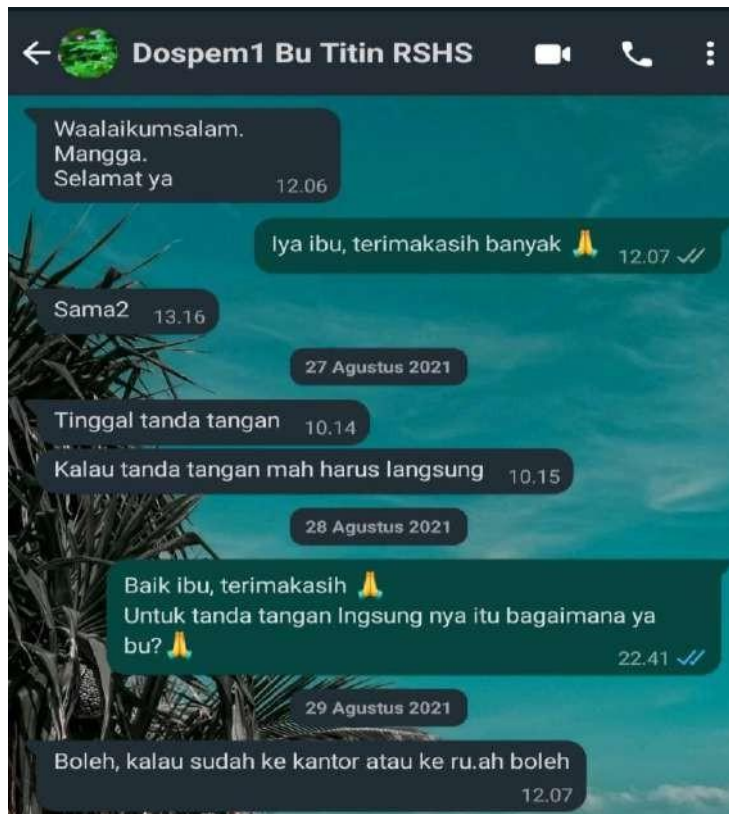 Dospem1 Bu Titin RSHS
Waalaikumsalam.
Mangga.
Selamat ya 12.06
Iya ibu, terimakasih banyak 🙏 12.07
Sama2 13.16
27 Agustus 2021
Tinggal tanda tangan 10.14
Kalau tanda tangan mah harus langsung 10.15
28 Agustus 2021
Baik ibu, terimakasih 🙏
Untuk tanda tangan lngsung nya itu bagaimana ya
bu?🙏 22.41
29 Agustus 2021
Boleh, kalau sudah ke kantor atau ke ru.ah boleh
12.07